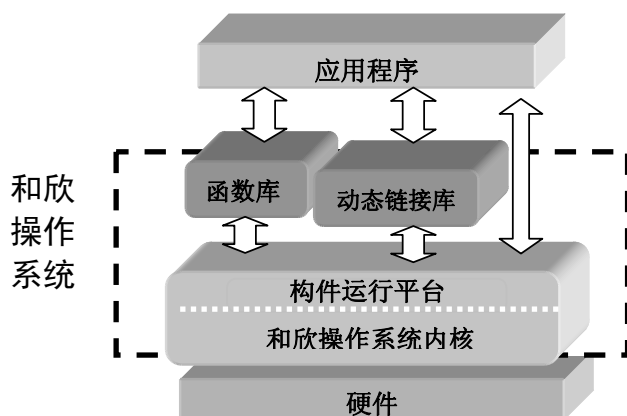 应用程序
和欣
操作
系统
函数库
动态链接库
构件运行平台
和欣操作系统内核
硬件